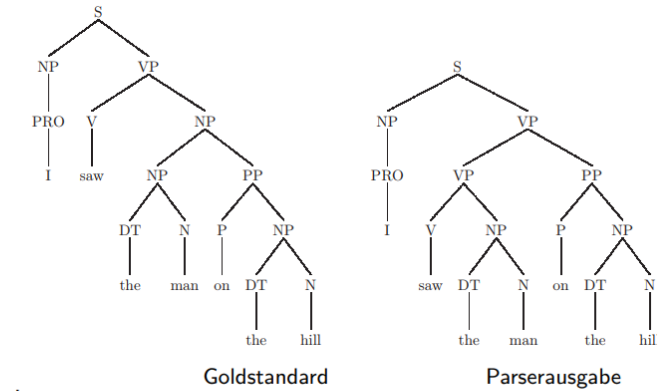 S
NP VP S
PRO V NP NP VP
I saw NP PP PRO VP PP
DT N P NP I V NP P NP
the man on DT N saw DT N on DT N
the hill the man the hil
Goldstandard Parserausgabe